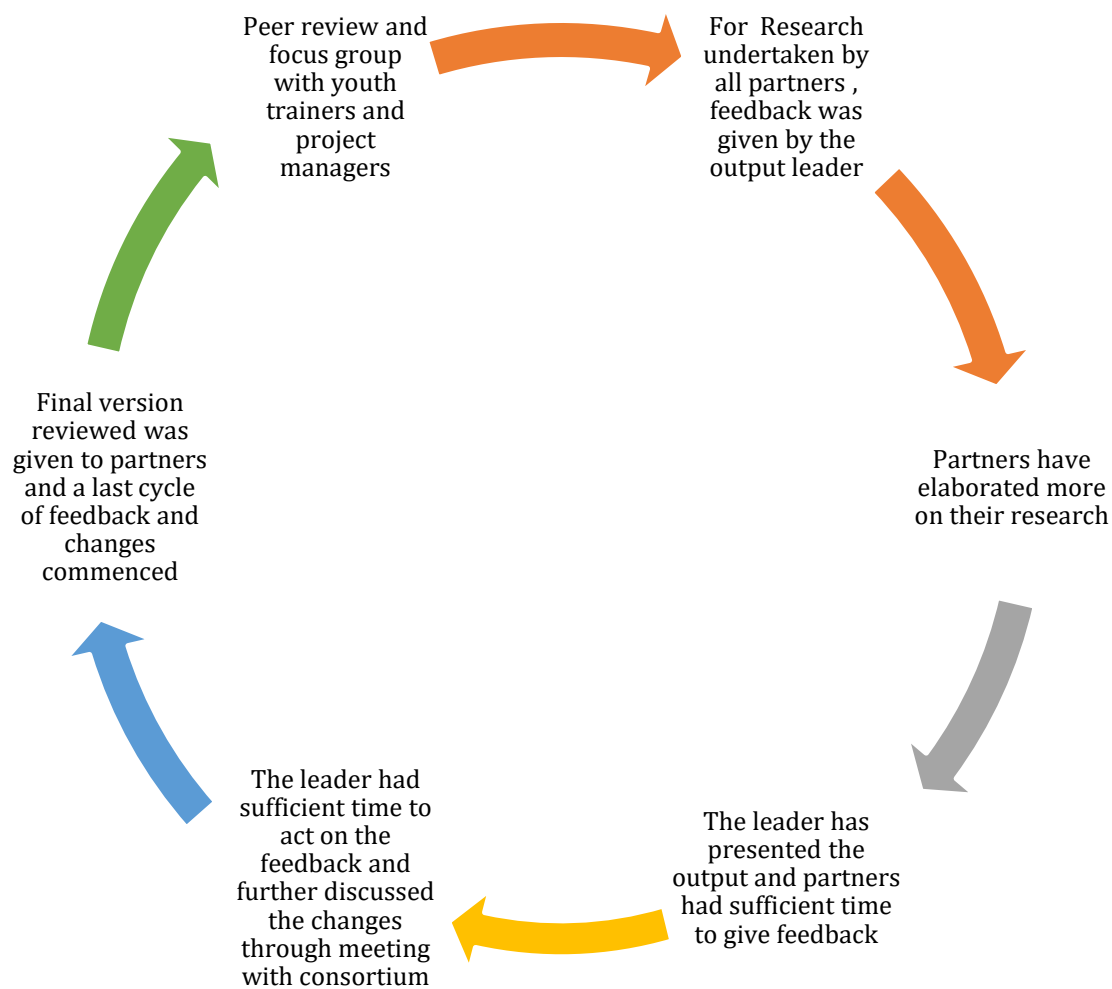 Peer review and
focus group
with youth
trainers and
project
managers
For Research
undertaken by
all partners ,
feedback was
given by the
output leader
Partners have
elaborated more
on their research
The leader has
presented the
output and partners
had sufficient time
to give feedback
The leader had
sufficient time to
act on the
feedback and
further discussed
the changes
through meeting
with consortium
Final version
reviewed was
given to partners
and a last cycle
of feedback and
changes
commenced